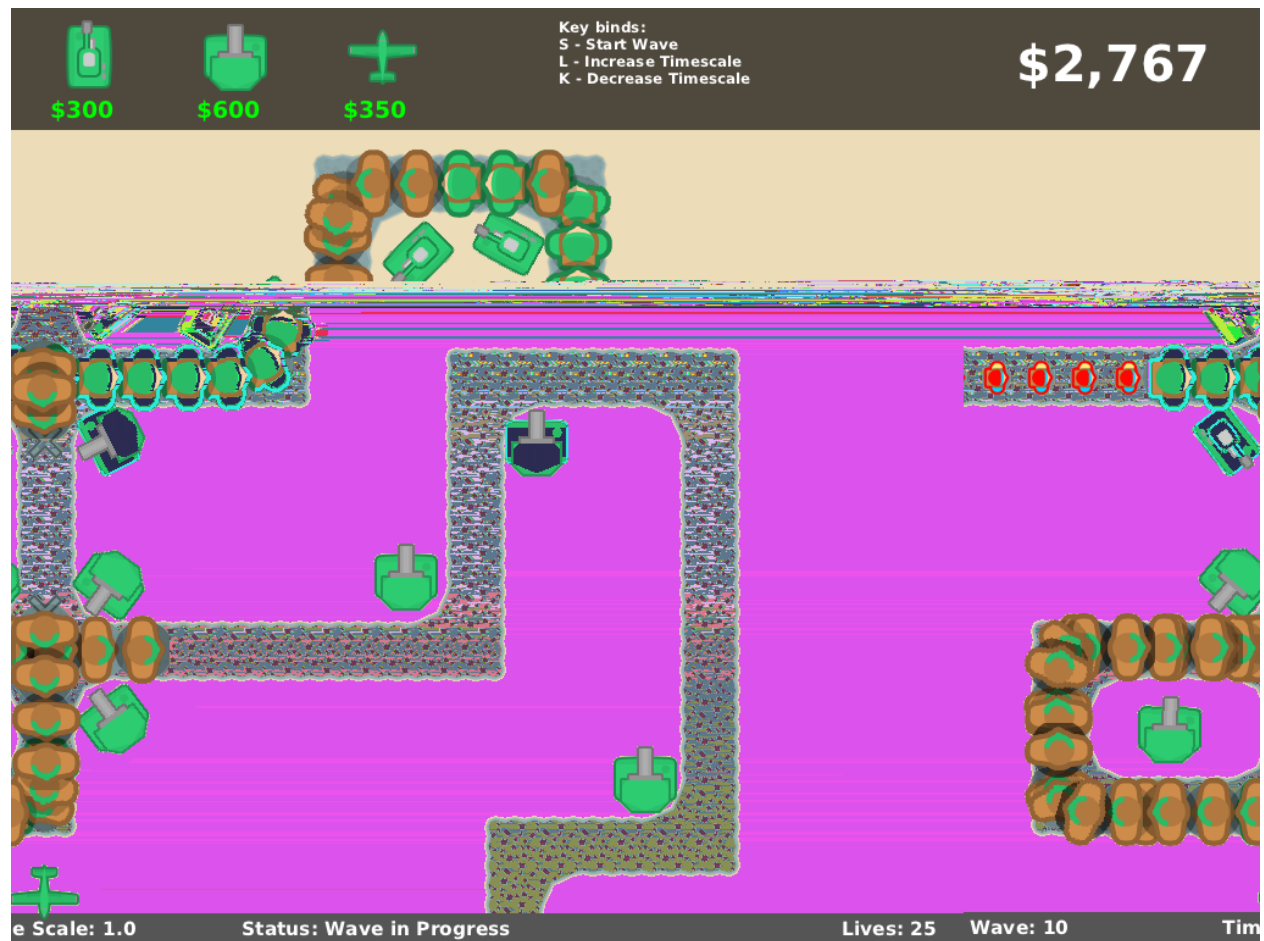 $300
$600
$350
Key binds:
S - Start Wave
L - Increase Timescale
K - Decrease Timescale
$2,767
e Scale: 1.0
Status: Wave in Progress
Lives: 25
Wave: 10
Tim